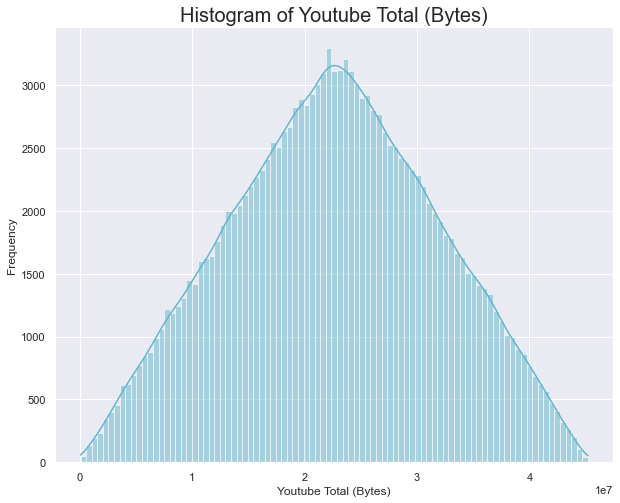 Histogram of Youtube Total (Bytes)
3000
2500
2000
1500
1000
500
0
Frequency
0 1 2 3 4
1e7
Youtube Total (Bytes)